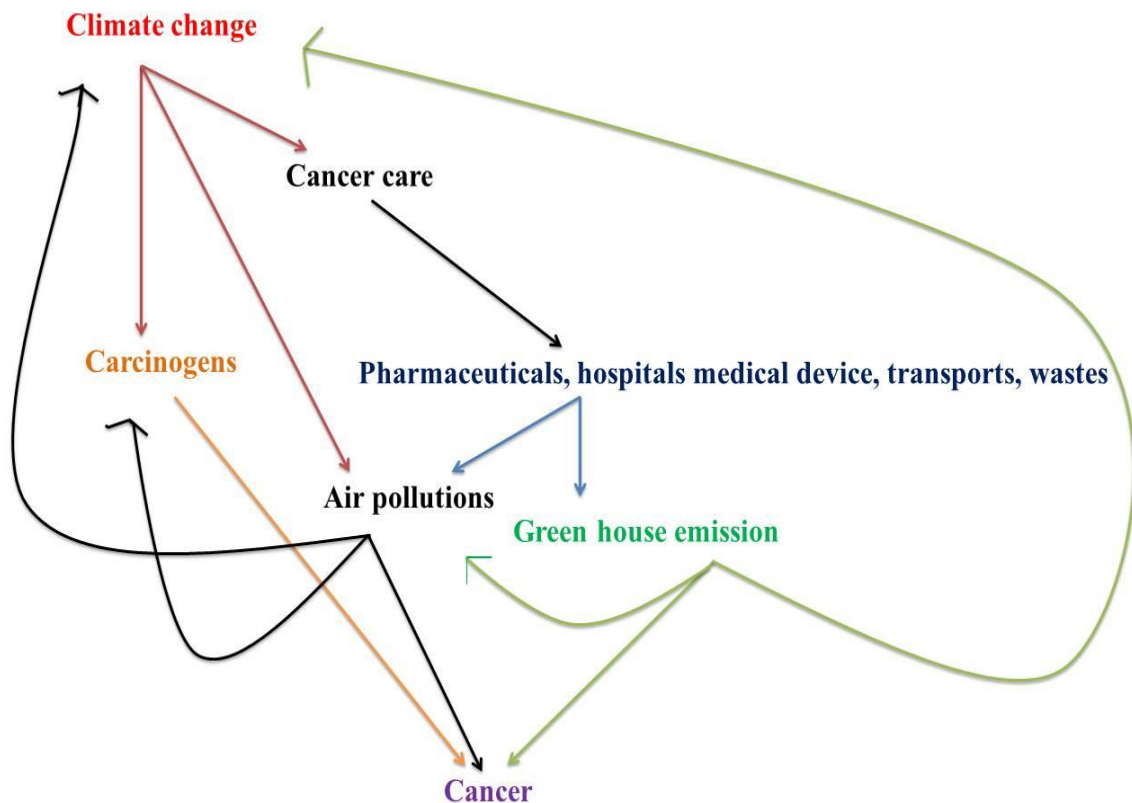 Climate change
Cancer care
Carcinogens
Pharmaceuticals, hospitals medical device, transports, wastes
Air pollutions
Green house emission
Cancer